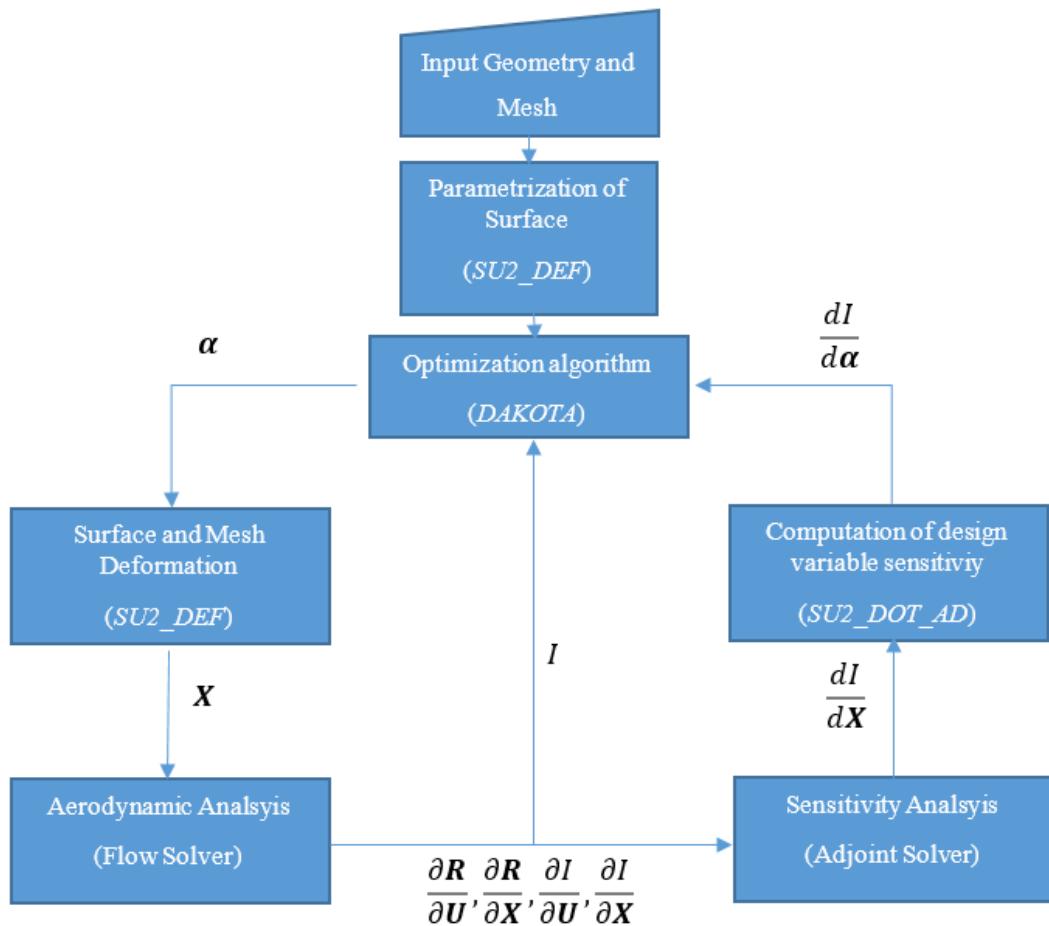 Input Geometry and
Mesh
Parametrization of
Surface
(SU2_DEF)
α
dI
dα
Optimization algorithm
(DAKOTA)
Surface and Mesh
Deformation
(SU2_DEF)
Computation of design
variable sensitiviy
(SU2_DOT_AD)
I
X
dI
dX
Aerodynamic Analsyis
(Flow Solver)
Sensitivity Analsyis
(Adjoint Solver)
∂R/∂U, ∂R/∂X, ∂I/∂U, ∂I/∂X